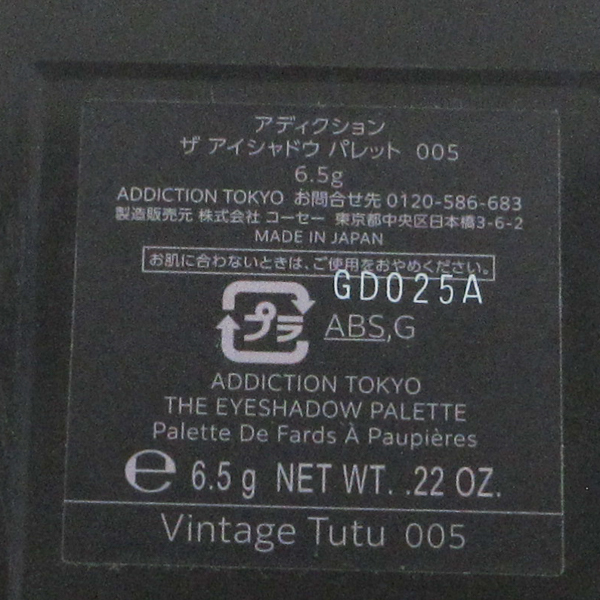 アディクション
ザ アイシャドウ パレット 005
6.5g
ADDICTION TOKYO お問合せ先 0120-586-683
製造販売元 株式会社 コーセー 東京都中央区日本橋3-6-2
MADE IN JAPAN
お肌に合わないときは、ご使用をおやめください。
GD025A
プラ ABS,G
ADDICTION TOKYO
THE EYESHADOW PALETTE
Palette De Fards À Paupières
e 6.5 g NET WT. .22 OZ.
Vintage Tutu 005